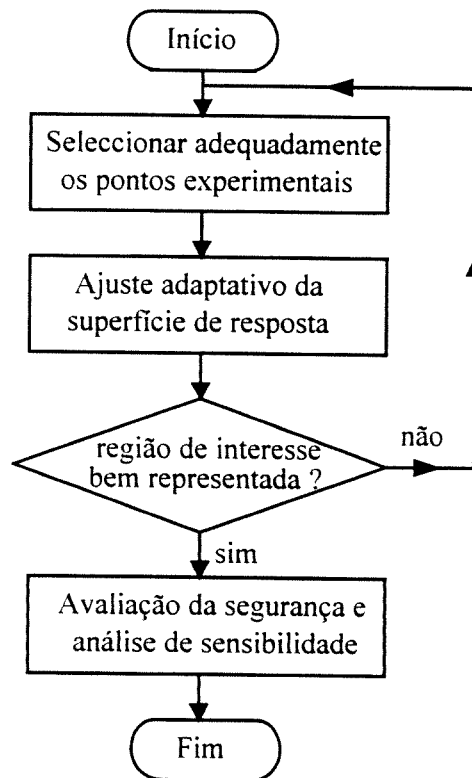 Início
Seleccionar adequadamente
os pontos experimentais
Ajuste adaptativo da
superfície de resposta
região de interesse
bem representada ?
não
sim
Avaliação da segurança e
análise de sensibilidade
Fim